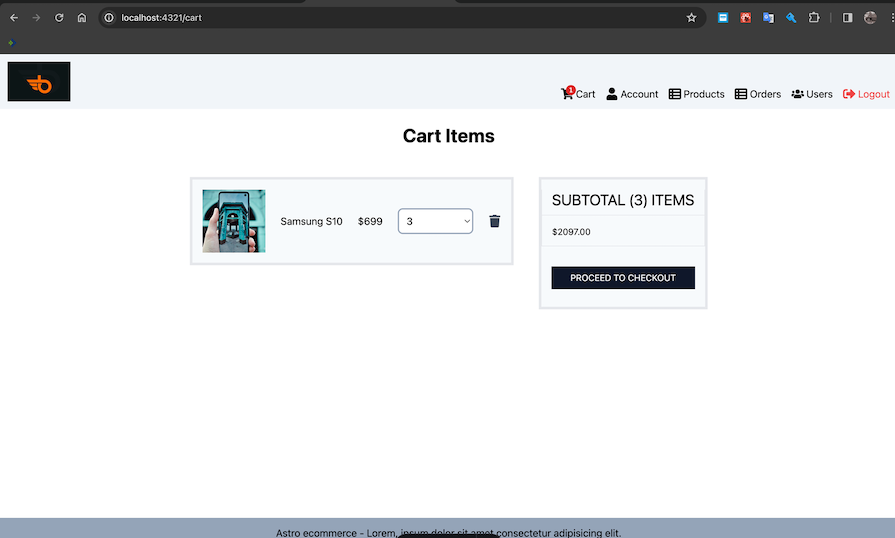 localhost:4321/cart
1
Cart Account Products Orders Users Logout
Cart Items
Samsung S10 $699 3
SUBTOTAL (3) ITEMS
$2097.00
PROCEED TO CHECKOUT
Astro ecommerce - Lorem, ipsum dolor sit amet consectetur adipisicing elit.